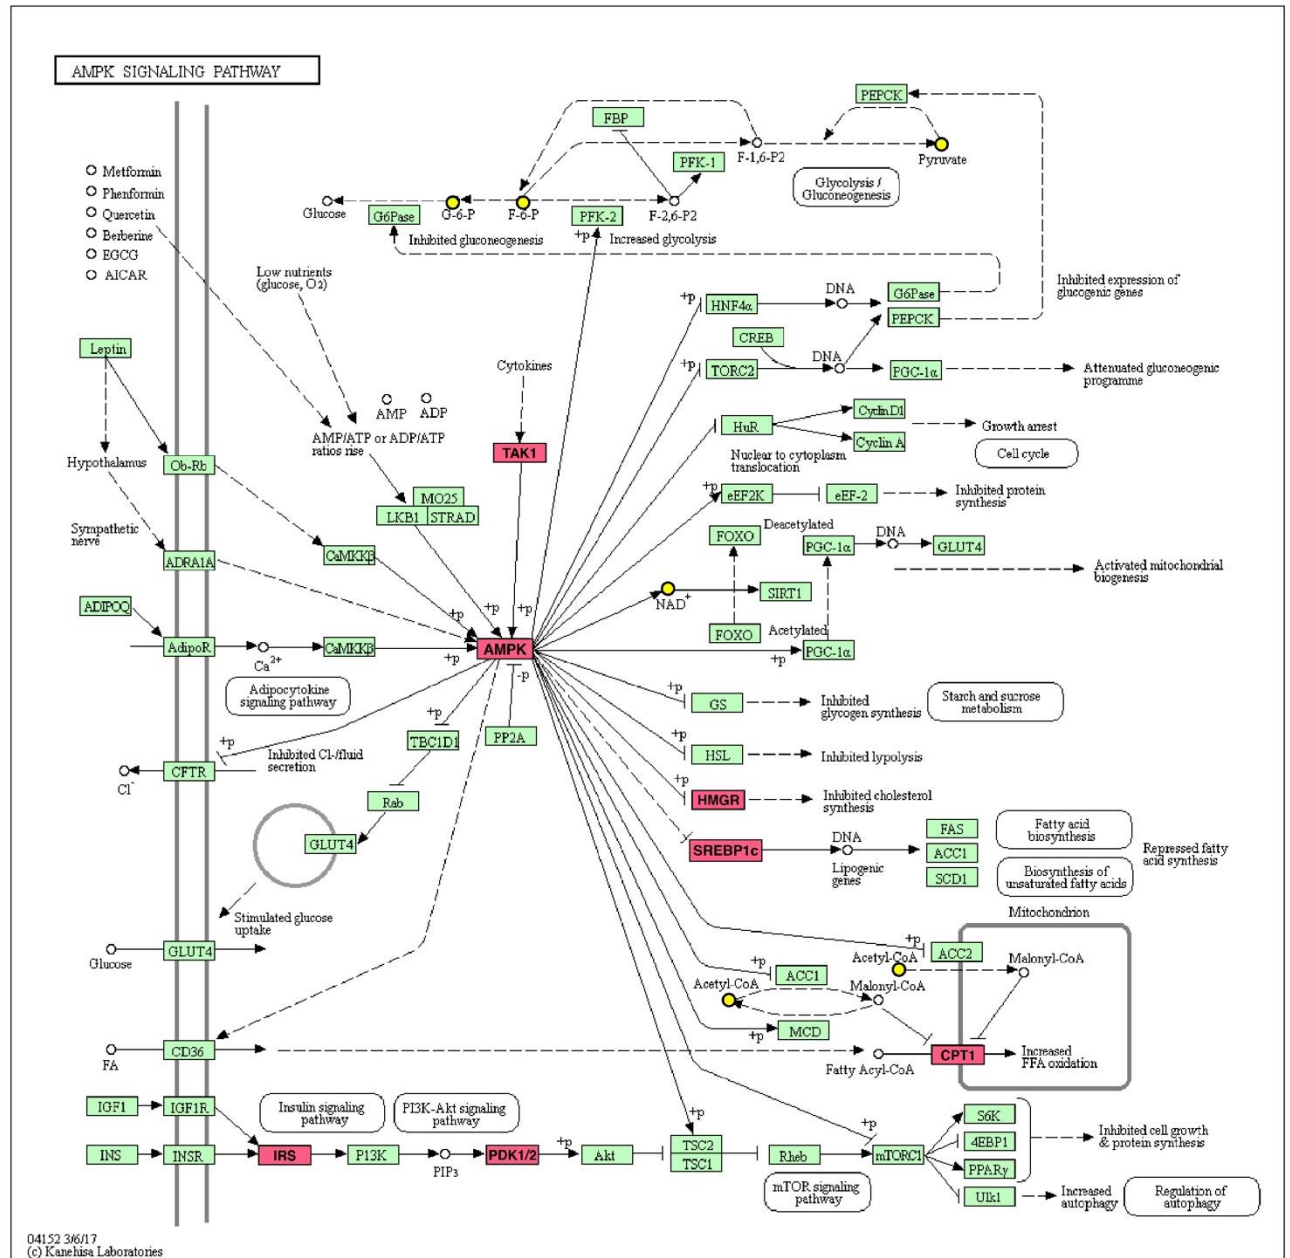 AMPK SIGNALING PATHWAY
PEPCK
FBP
F-1,6-P2
Pyruvate
PFK-1
Metformin
Phenformin
Quercetin
Berberine
EGCG
AICAR
Glycolysis /
Gluconeogenesis
Glucose
G6Pase
G-6-P
F-6-P
PFK-2
F-2,6-P2
+p
Inhibited gluconeogenesis
Increased glycolysis
Low nutrients
(glucose, O2)
Inhibited expression of
glucogenic genes
+p
HNF4α
DNA
G6Pase
PEPCK
CREB
+p
TORC2
DNA
PGC-1α
Attenuated gluconeogenic
programme
Leptin
Cytokines
AMP
ADP
AMP/ATP or ADP/ATP
ratios rise
TAK1
HuR
CyclinD1
Cyclin A
Growth arrest
Cell cycle
Nuclear to cytoplasm
translocation
Hypothalamus
Ob-Rb
+p
eEF2K
eEF-2
Inhibited protein
synthesis
MO25
LKB1
STRAD
Sympathetic
nerve
ADRA1A
CaMKKβ
FOXO
Deacetylated
PGC-1α
DNA
GLUT4
Activated mitochondrial
biogenesis
NAD+
SIRT1
ADIPOQ
+p
+p
+p
FOXO
Acetylated
PGC-1α
+p
AdipoR
Ca2+
CaMKKβ
+p
AMPK
-p
Adipocytokine
signaling pathway
+p
GS
Inhibited
glycogen synthesis
Starch and sucrose
metabolism
+p
TBC1D1
PP2A
+p
HSL
Inhibited lypolysis
+p
Inhibited Cl-/fluid
secretion
CFTR
Cl-
+p
HMGR
Inhibited cholesterol
synthesis
Rab
GLUT4
SREBP1c
DNA
Lipogenic
genes
FAS
ACC1
SCD1
Fatty acid
biosynthesis
Biosynthesis of
unsaturated fatty acids
Repressed fatty
acid synthesis
Stimulated glucose
uptake
Mitochondrion
Glucose
GLUT4
+p
ACC2
Acetyl-CoA
Malonyl-CoA
+p
ACC1
Acetyl-CoA
Malonyl-CoA
+p
MCD
FA
CD36
Fatty Acyl-CoA
CPT1
Increased
FFA oxidation
IGF1
IGF1R
Insulin signaling
pathway
PI3K-Akt signaling
pathway
+p
+p
INS
INSR
IRS
P13K
PIP3
PDK1/2
+p
Akt
TSC2
TSC1
Rheb
mTORC1
S6K
4EBP1
PPARγ
Ulk1
Inhibited cell growth
& protein synthesis
mTOR signaling
pathway
Increased
autophagy
Regulation of
autophagy
04152 3/6/17
(c) Kanehisa Laboratories